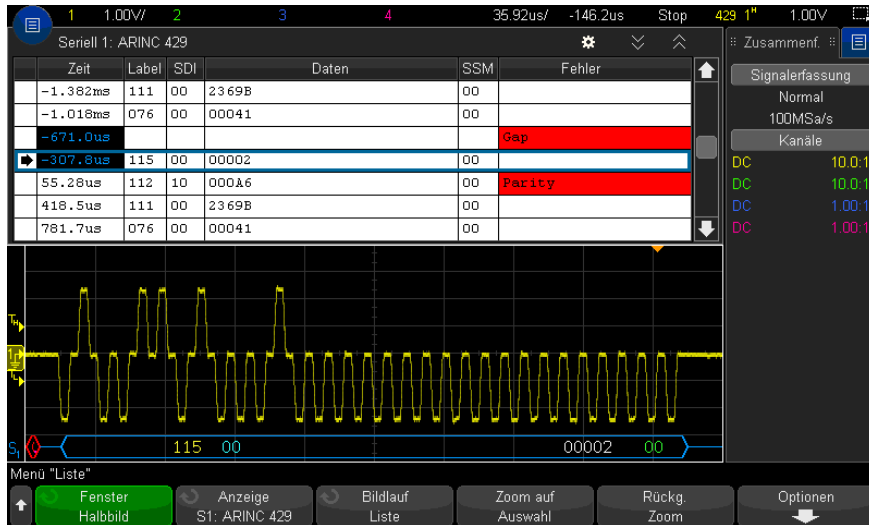 1 1.00V/ 2 3 4 35.92us/ -146.2us Stop 429 1" 1.00V
Seriell 1: ARINC 429
Zusammenf.
Zeit Label SDI Daten SSM Fehler
-1.382ms 111 00 2369B 00
-1.018ms 076 00 00041 00
-671.0us Gap
-307.8us 115 00 00002 00
55.28us 112 10 000A6 00 Parity
418.5us 111 00 2369B 00
781.7us 076 00 00041 00
Signalerfassung
Normal
100MSa/s
Kanäle
DC 10.0:1
DC 10.0:1
DC 1.00:1
DC 1.00:1
TH
1
TL
S1 115 00 00002 00
Menü "Liste"
Fenster
Halbbild
Anzeige
S1: ARINC 429
Bildlauf
Liste
Zoom auf
Auswahl
Rückg.
Zoom
Optionen